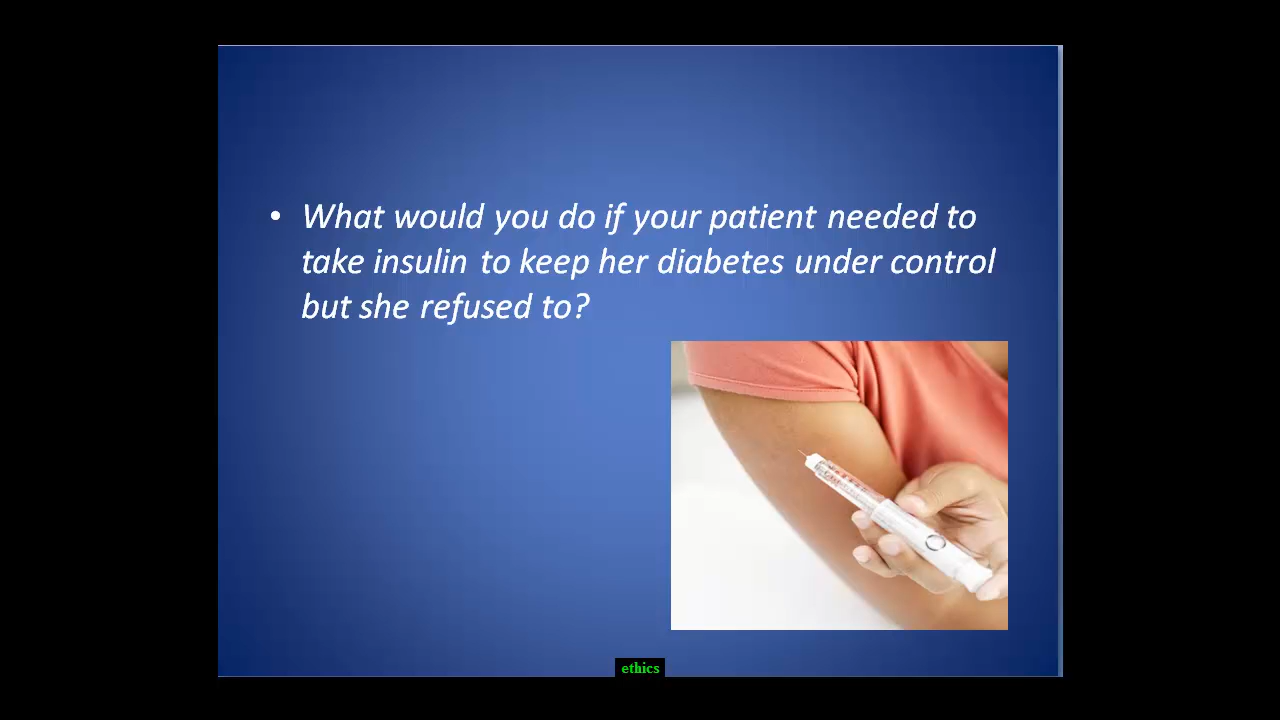 • What would you do if your patient needed to
take insulin to keep her diabetes under control
but she refused to?
ethics